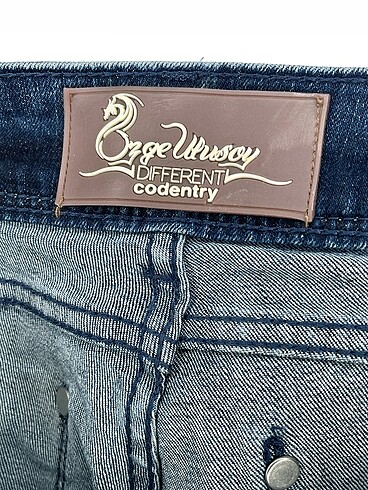 Özge Ulusoy
DIFFERENT
codentry